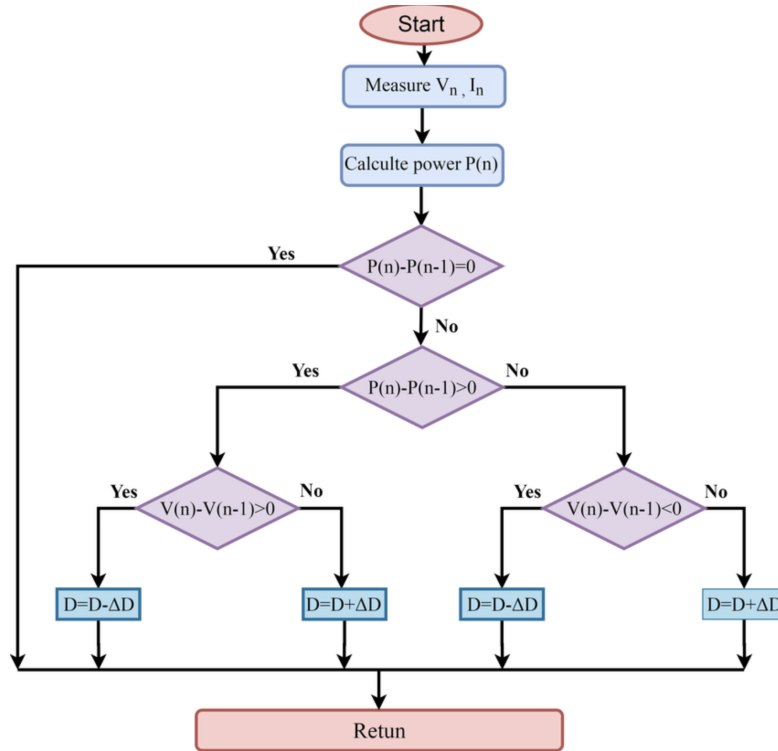 Start
Measure Vn , In
Calculte power P(n)
Yes
P(n)-P(n-1)=0
No
Yes
P(n)-P(n-1)>0
No
Yes
V(n)-V(n-1)>0
No
Yes
V(n)-V(n-1)<0
No
D=D-ΔD
D=D+ΔD
D=D-ΔD
D=D+ΔD
Retun